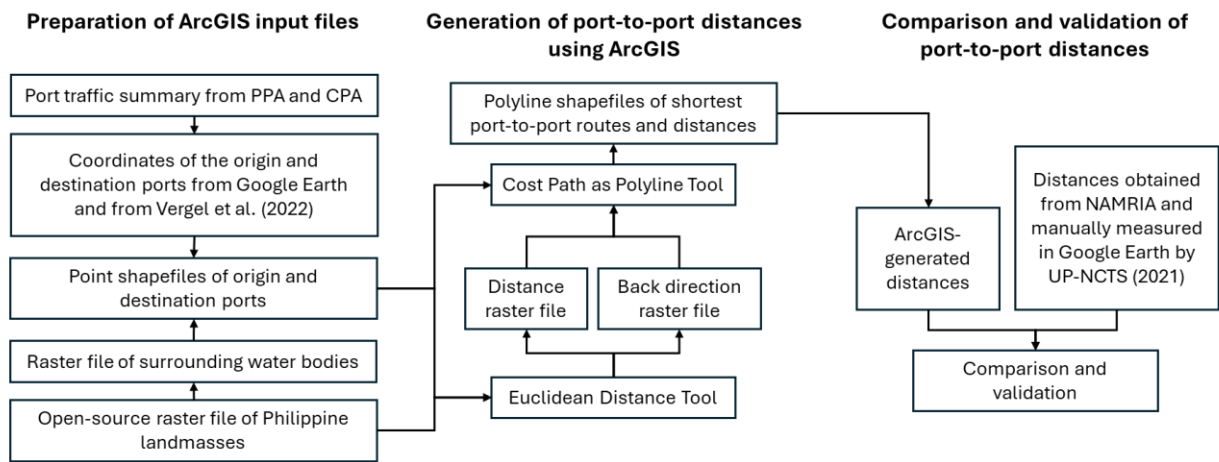 Preparation of ArcGIS input files
Port traffic summary from PPA and CPA
Coordinates of the origin and
destination ports from Google Earth
and from Vergel et al. (2022)
Point shapefiles of origin and
destination ports
Raster file of surrounding water bodies
Open-source raster file of Philippine
landmasses
Generation of port-to-port distances
using ArcGIS
Polyline shapefiles of shortest
port-to-port routes and distances
Cost Path as Polyline Tool
Distance
raster file
Back direction
raster file
Euclidean Distance Tool
Comparison and validation of
port-to-port distances
ArcGIS-
generated
distances
Distances obtained
from NAMRIA and
manually measured
in Google Earth by
UP-NCTS (2021)
Comparison and
validation